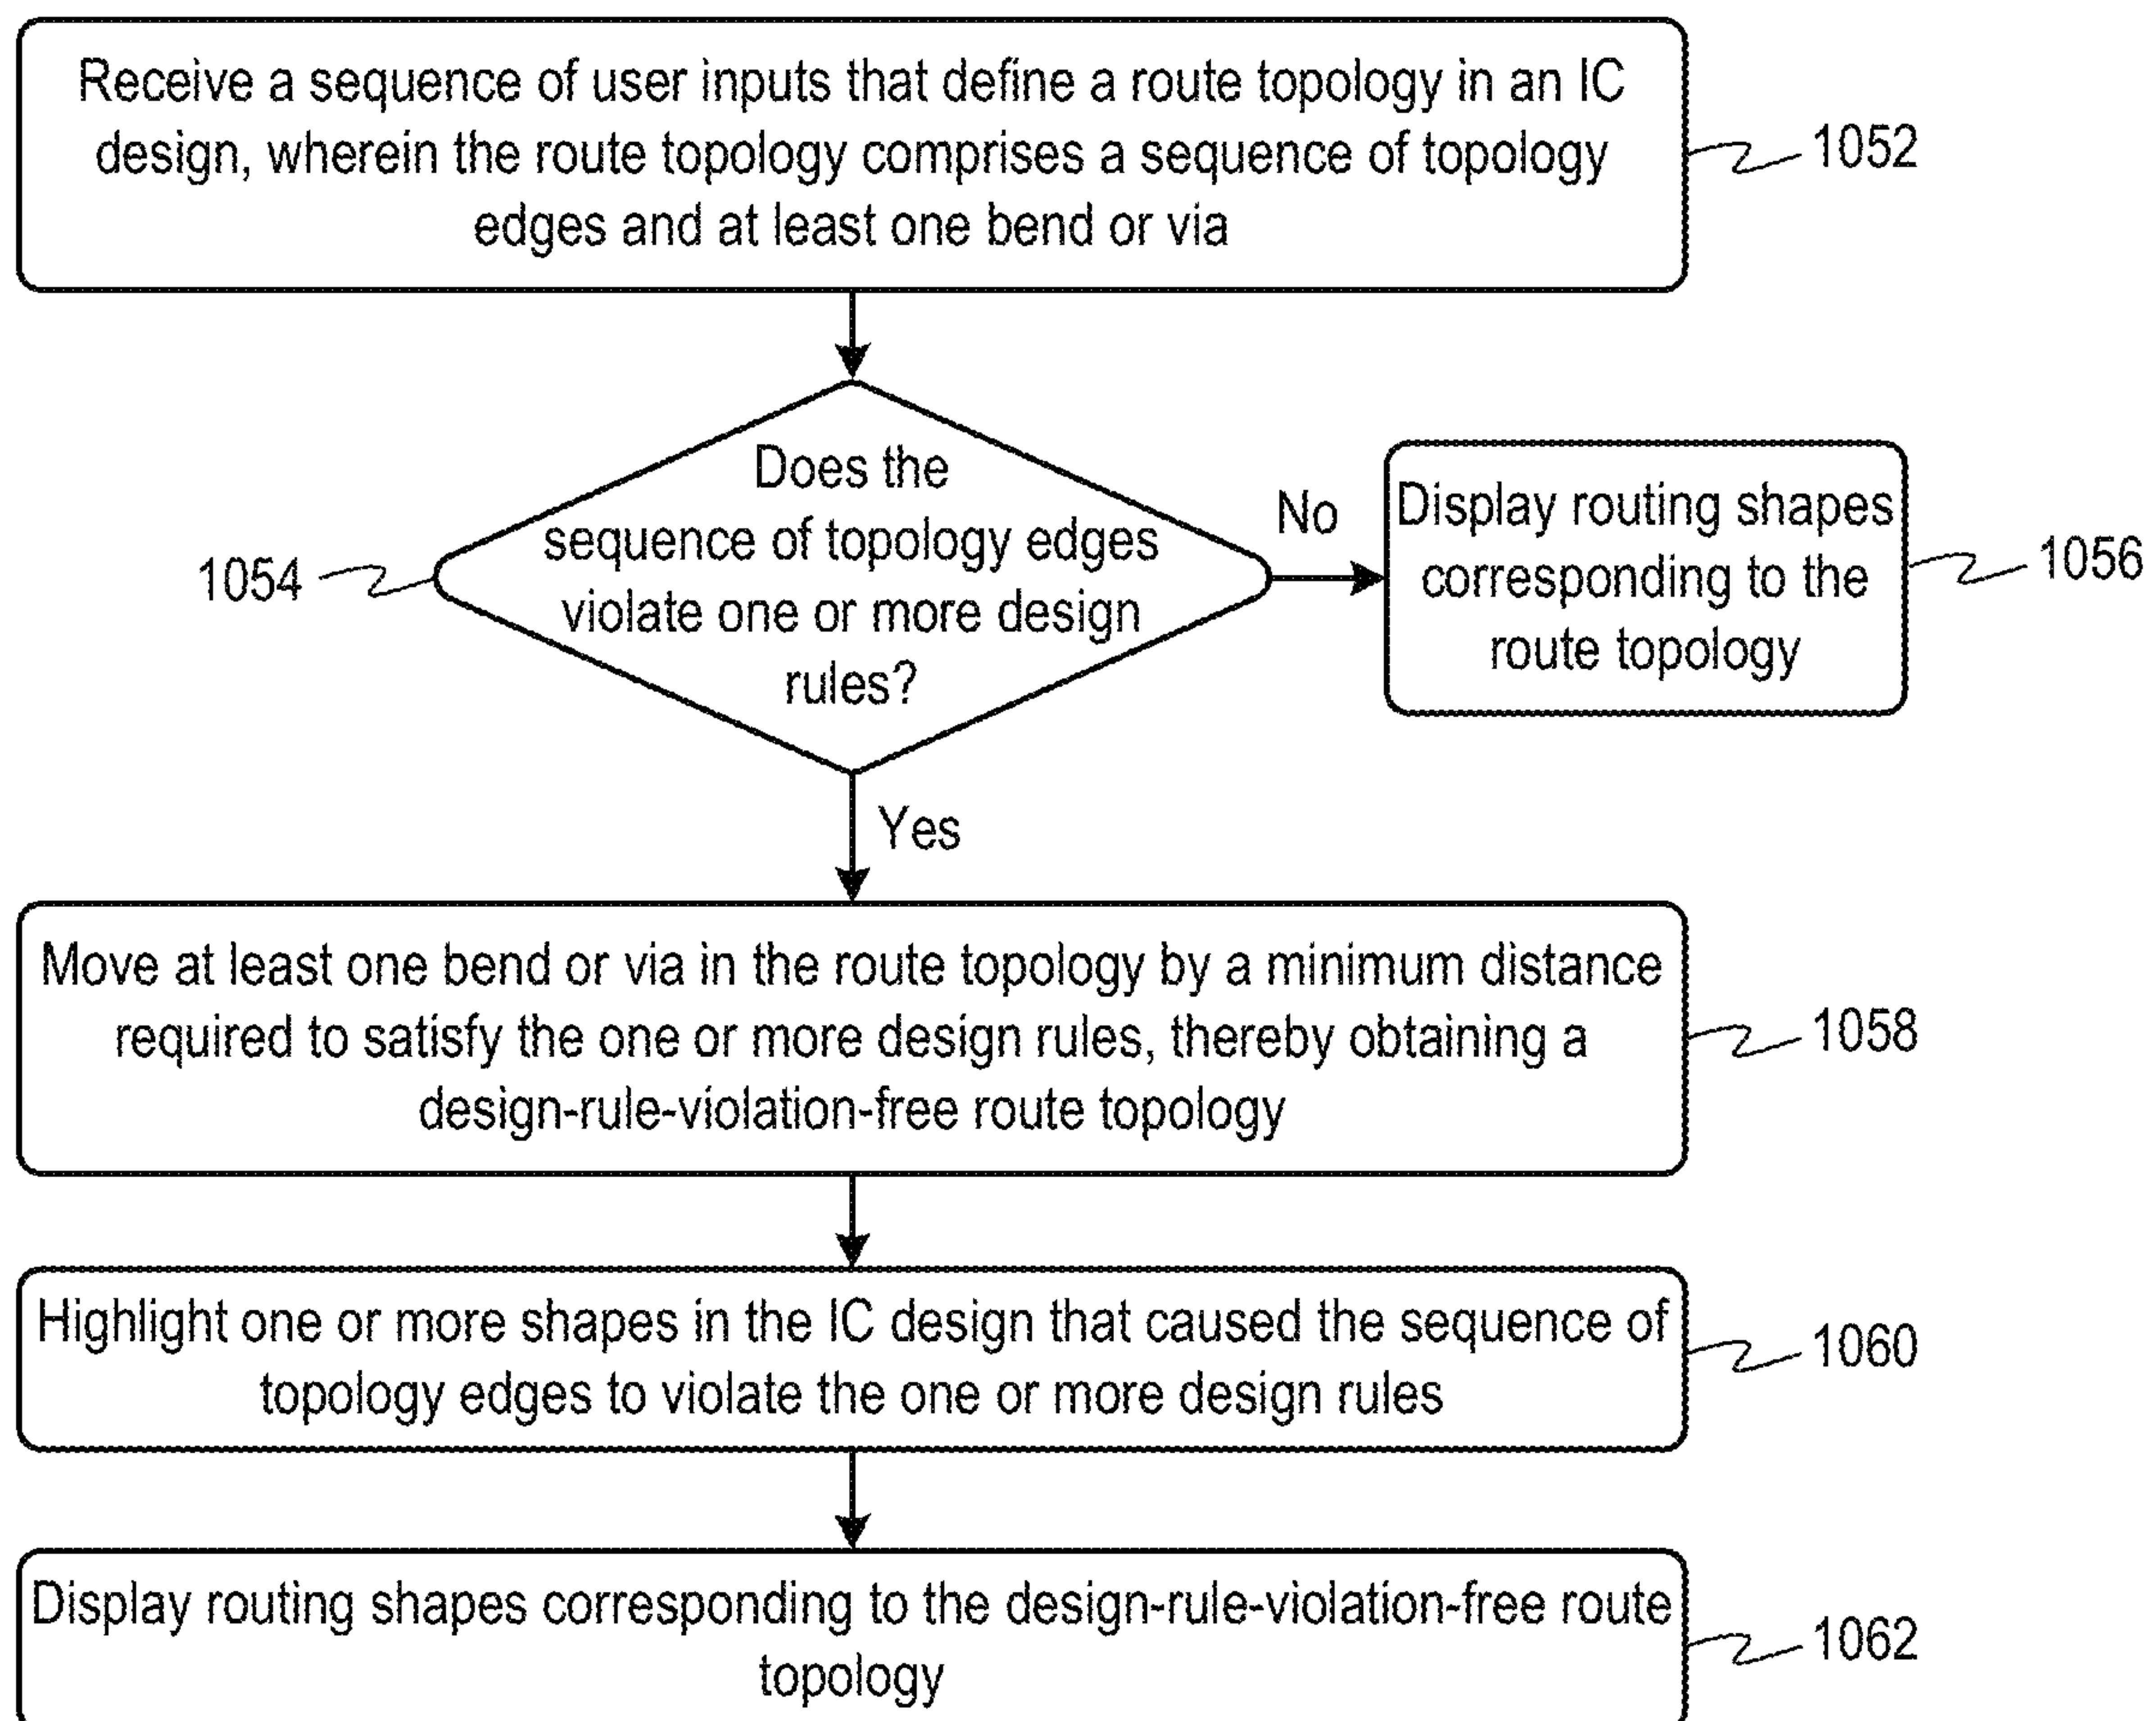 Receive a sequence of user inputs that define a route topology in an IC
design, wherein the route topology comprises a sequence of topology
edges and at least one bend or via
1052
Does the
sequence of topology edges
violate one or more design
rules?
1054
No
Display routing shapes
corresponding to the
route topology
1056
Yes
Move at least one bend or via in the route topology by a minimum distance
required to satisfy the one or more design rules, thereby obtaining a
design-rule-violation-free route topology
1058
Highlight one or more shapes in the IC design that caused the sequence of
topology edges to violate the one or more design rules
1060
Display routing shapes corresponding to the design-rule-violation-free route
topology
1062